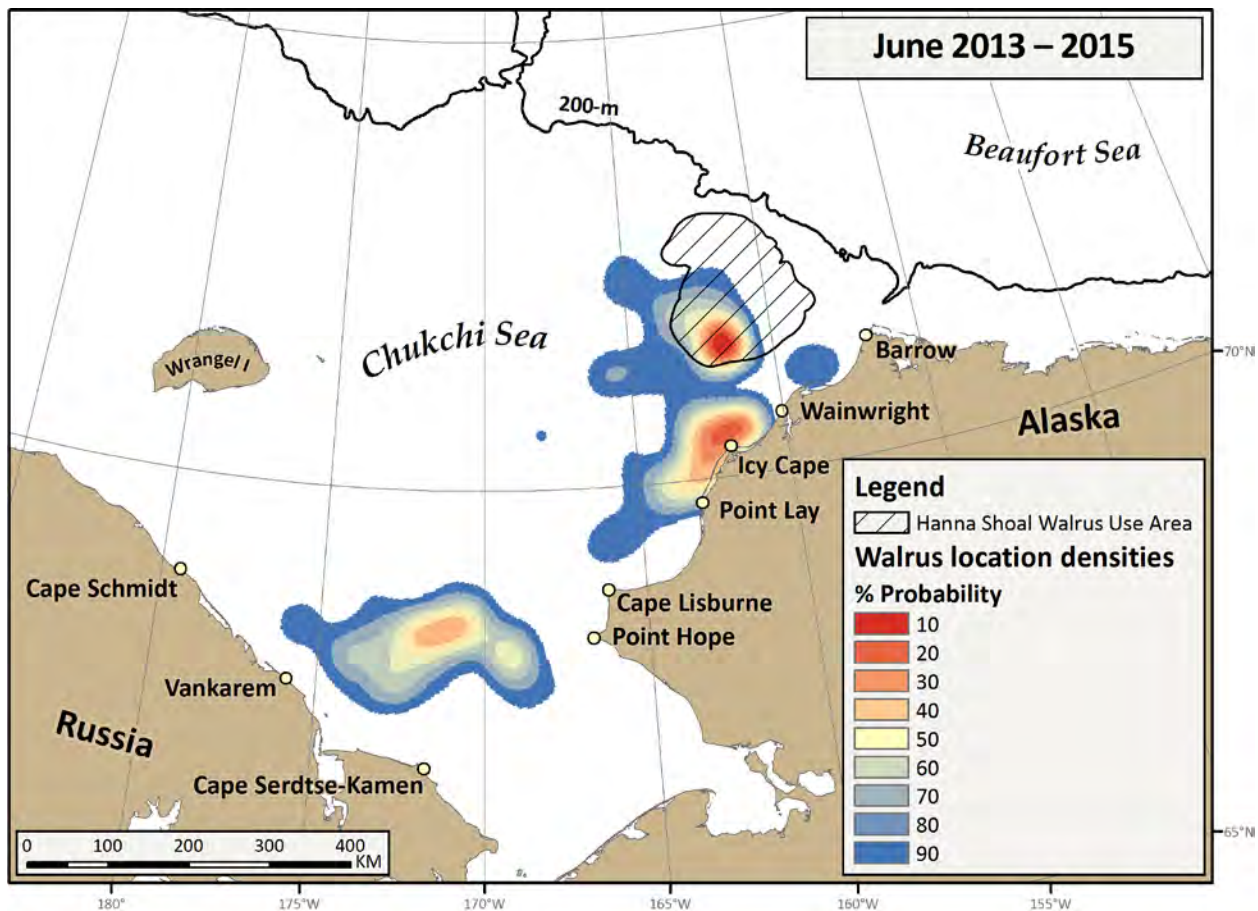 June 2013 – 2015
200-m
Beaufort Sea
Chukchi Sea
Wrangel I
Barrow
70°N
Wainwright
Alaska
Icy Cape
Point Lay
Cape Schmidt
Cape Lisburne
Point Hope
Vankarem
Russia
Cape Serdtse-Kamen
Legend
Hanna Shoal Walrus Use Area
Walrus location densities
% Probability
10
20
30
40
50
60
70
80
90
65°N
0 100 200 300 400
KM
180° 175°W 170°W 165°W 160°W 155°W